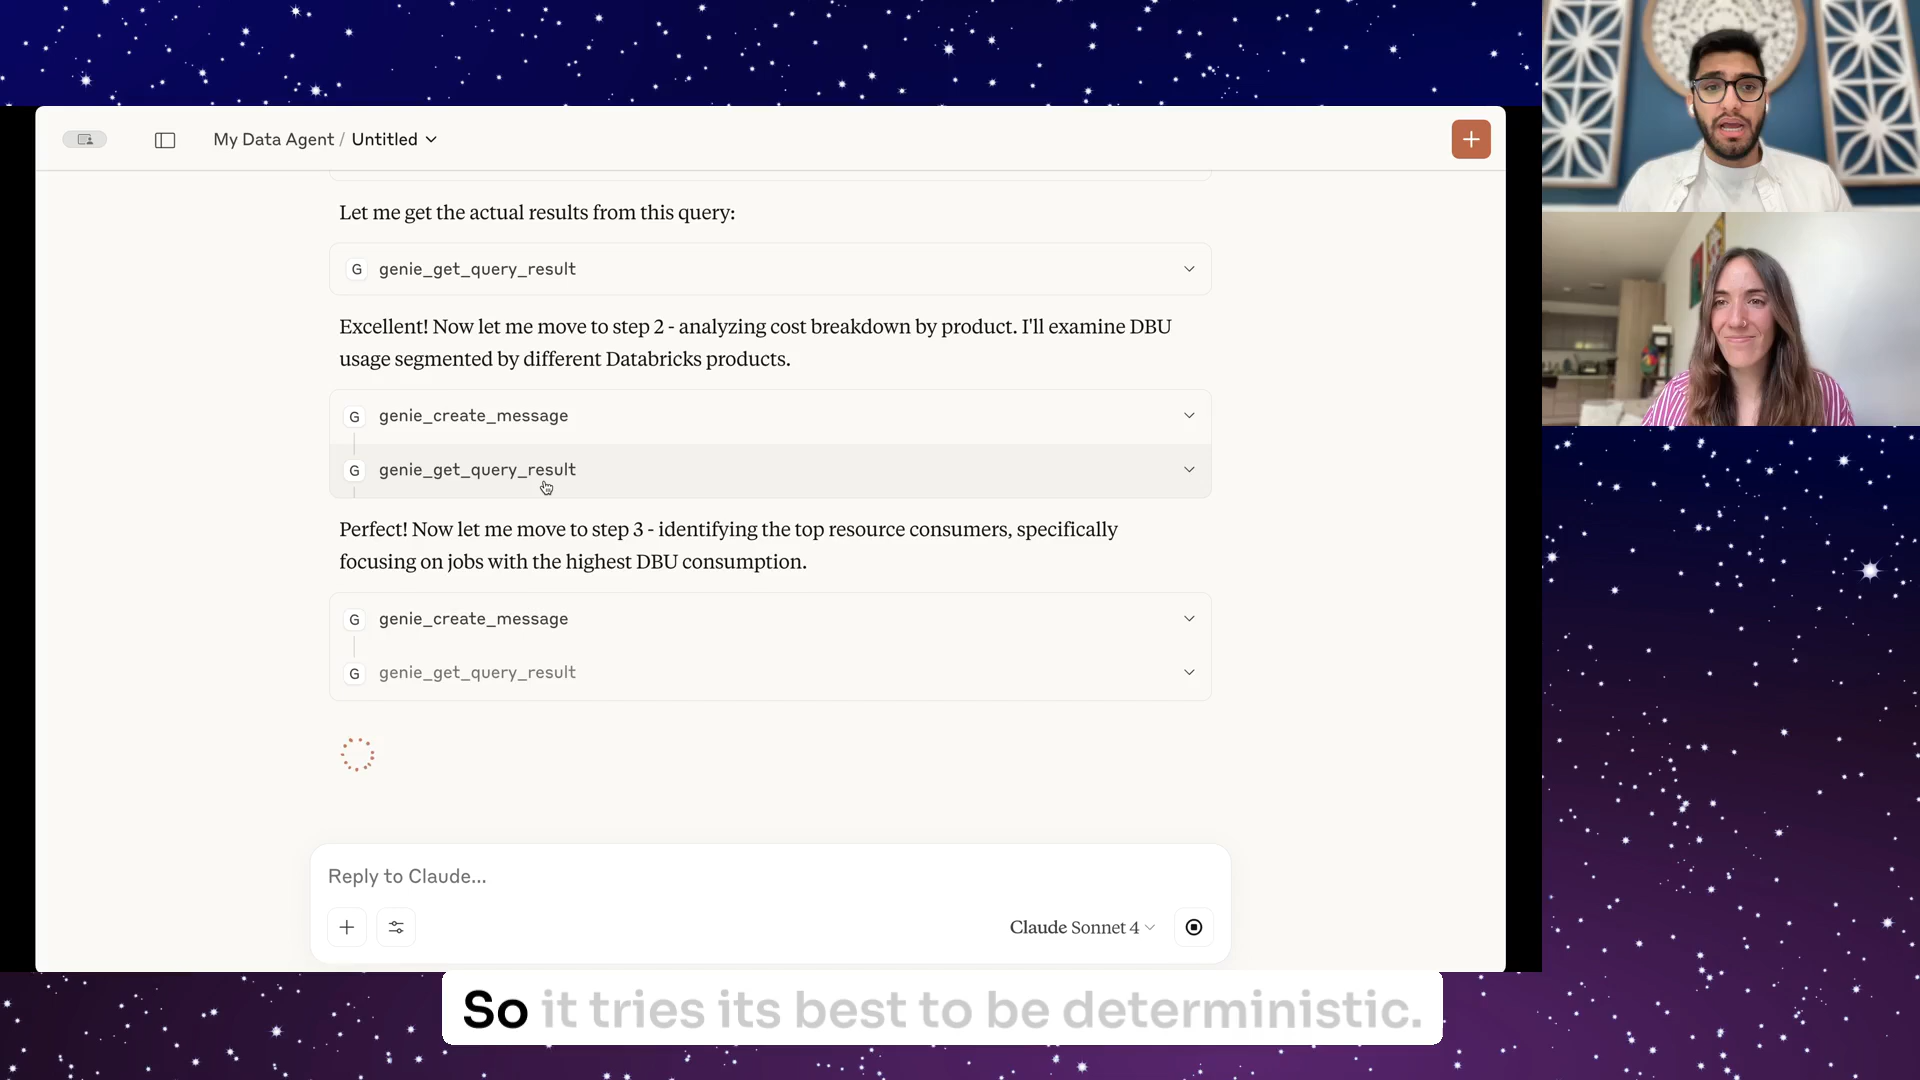 My Data Agent / Untitled
Let me get the actual results from this query:
G genie_get_query_result
Excellent! Now let me move to step 2 - analyzing cost breakdown by product. I'll examine DBU
usage segmented by different Databricks products.
G genie_create_message
G genie_get_query_result
Perfect! Now let me move to step 3 - identifying the top resource consumers, specifically
focusing on jobs with the highest DBU consumption.
G genie_create_message
G genie_get_query_result
Reply to Claude...
Claude Sonnet 4
So it tries its best to be deterministic.